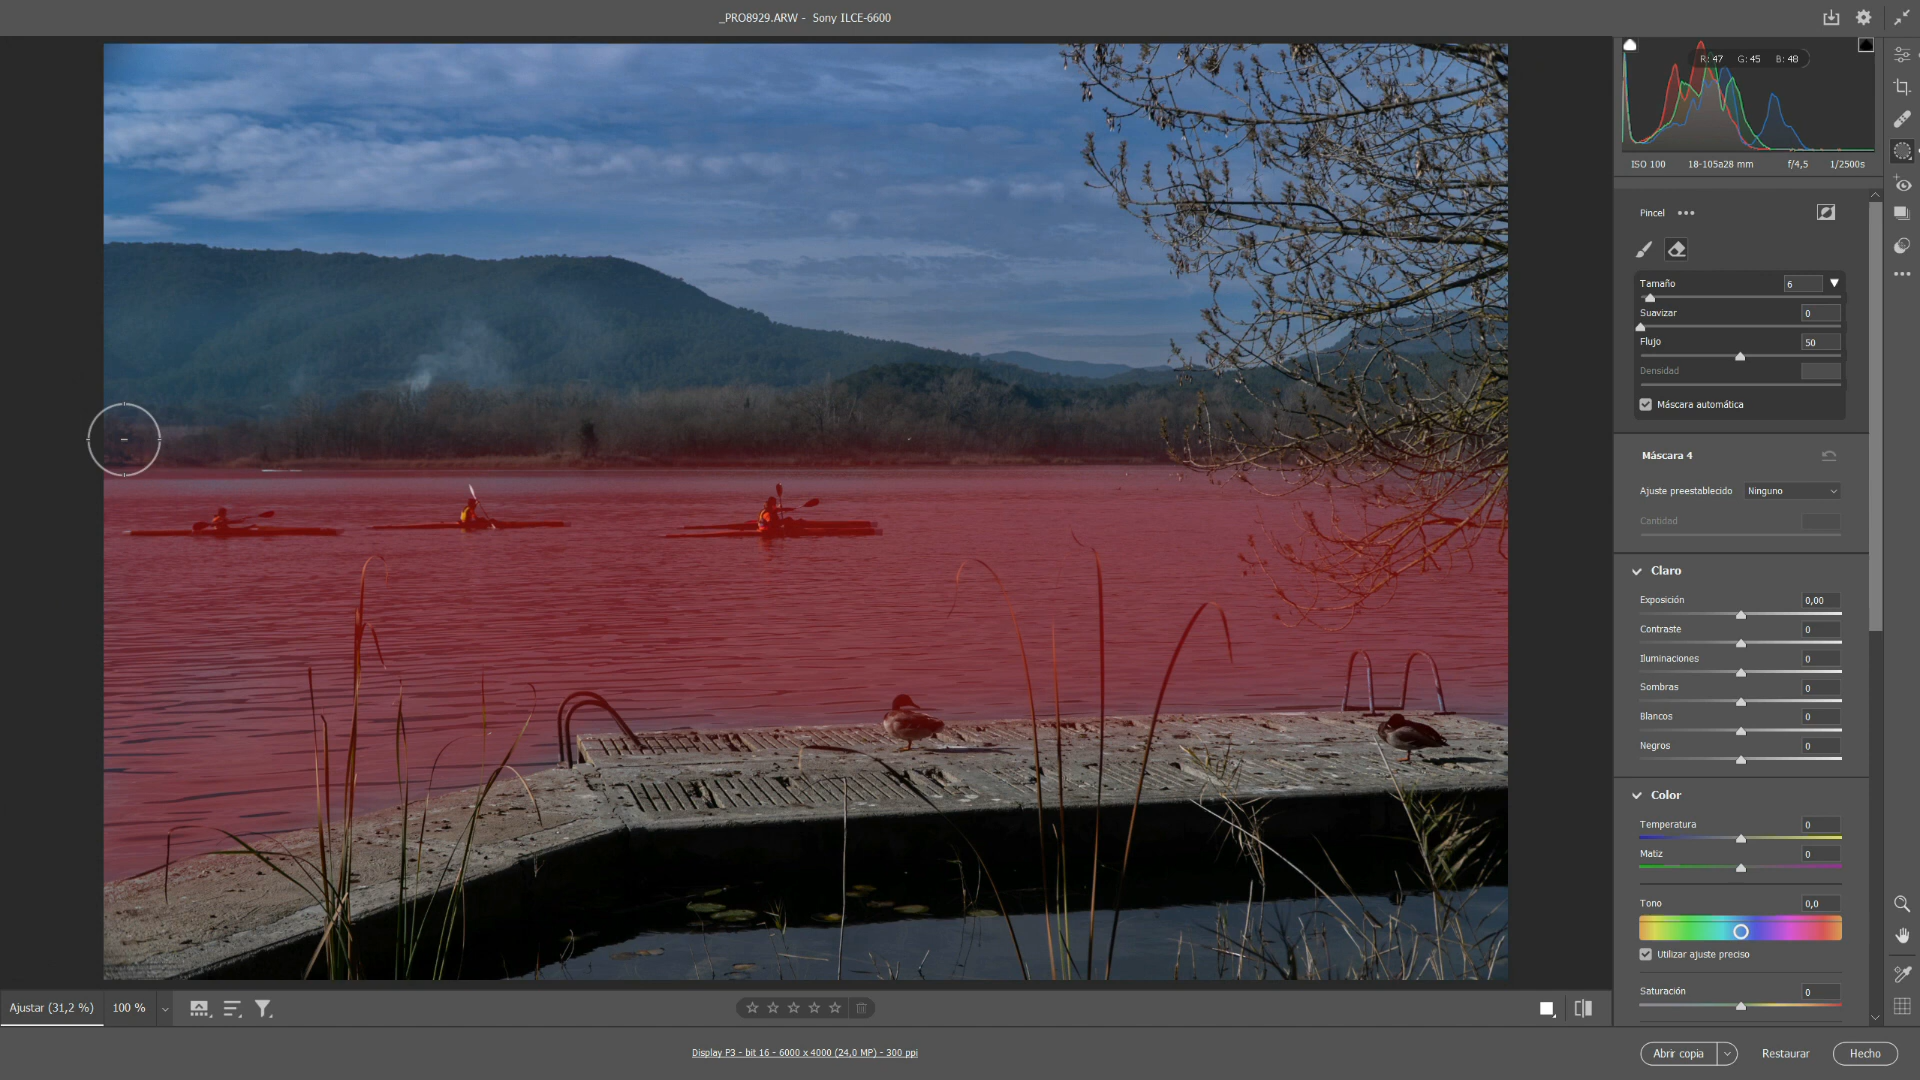 _PRO8929.ARW - Sony ILCE-6600
R: 47 G: 45 B: 48
ISO 100 18-105a28 mm f/4,5 1/2500s
Pincel
Tamaño 6
Suavizar 0
Flujo 50
Densidad
Máscara automática
Máscara 4
Ajuste preestablecido Ninguno
Cantidad
Claro
Exposición 0,00
Contraste 0
Iluminaciones 0
Sombras 0
Blancos 0
Negros 0
Color
Temperatura 0
Matiz 0
Tono 0,0
Utilizar ajuste preciso
Saturación 0
Ajustar (31,2 %) 100 %
Display P3 - bit 16 - 6000 x 4000 (24,0 MP) - 300 ppi
Abrir copia Restaurar Hecho